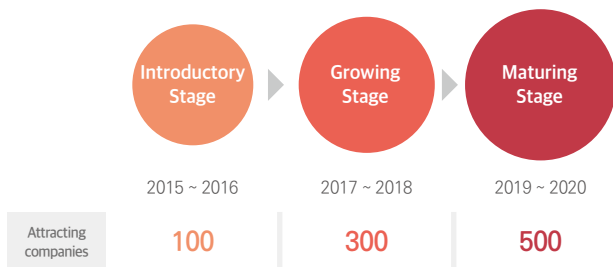 Introductory
Stage
Growing
Stage
Maturing
Stage
2015 ~ 2016
2017 ~ 2018
2019 ~ 2020
Attracting
companies
100
300
500